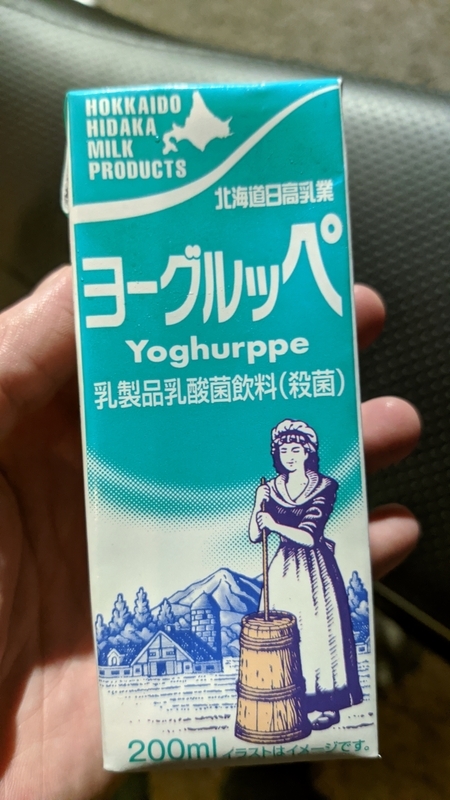 HOKKAIDO
HIDAKA
MILK
PRODUCTS
北海道日高乳業
ヨーグルッペ
Yoghurppe
乳製品乳酸菌飲料(殺菌)
200ml イラストはイメージです。